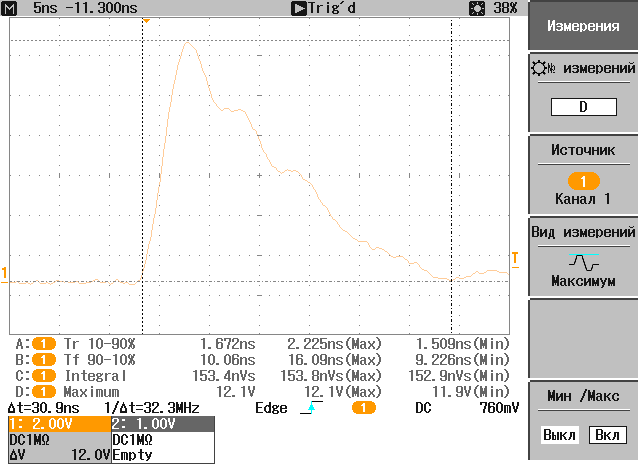 M 5ns -11.300ns Trig'd 38%
Измерения
№ измерений
D
Источник
1
Канал 1
Вид измерений
Максимум
Мин /Макс
Выкл Вкл
1
T
A: 1 Tr 10-90% 1.672ns 2.225ns(Max) 1.509ns(Min)
B: 1 Tf 90-10% 10.06ns 16.09ns(Max) 9.226ns(Min)
C: 1 Integral 153.4nVs 153.8nVs(Max) 152.9nVs(Min)
D: 1 Maximum 12.1V 12.1V(Max) 11.9V(Min)
Δt=30.9ns 1/Δt=32.3MHz Edge 1 DC 760mV
1: 2.00V 2: 1.00V
DC1MΩ DC1MΩ
ΔV 12.0V Empty